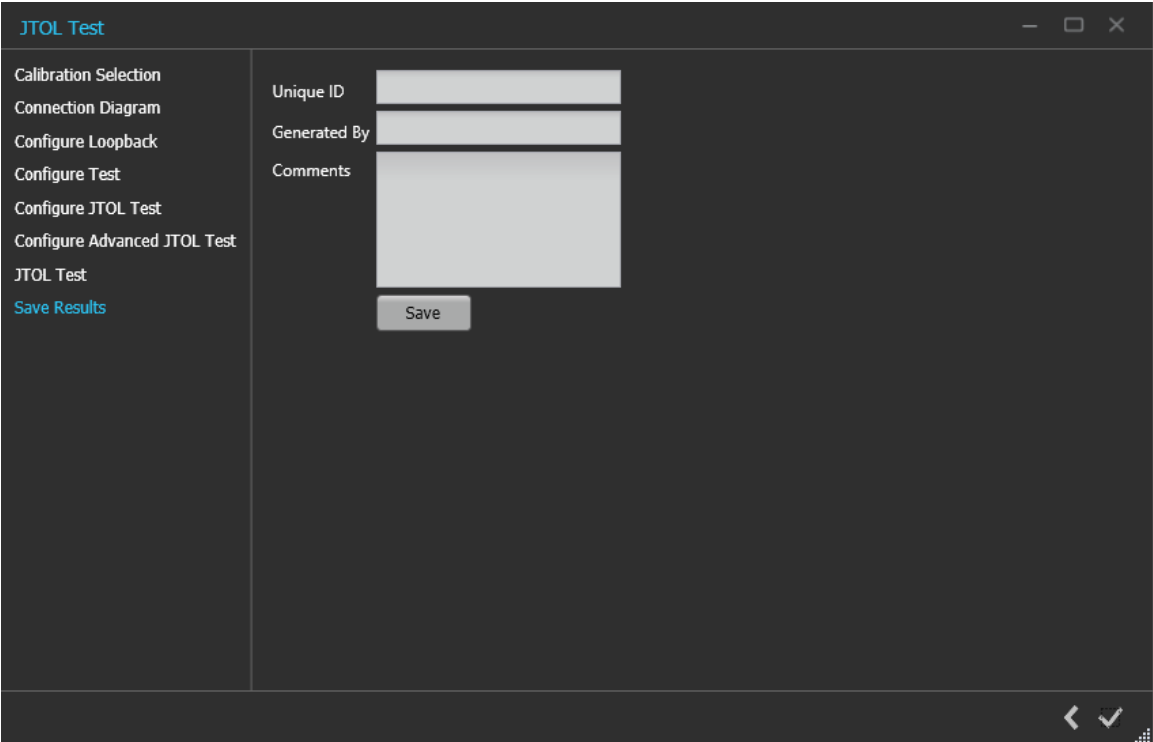 JTOL Test
Calibration Selection
Connection Diagram
Configure Loopback
Configure Test
Configure JTOL Test
Configure Advanced JTOL Test
JTOL Test
Save Results
Unique ID
Generated By
Comments
Save